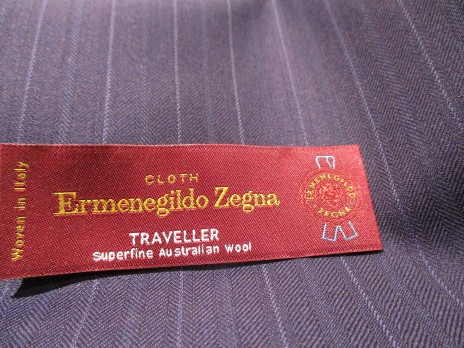 Woven in Italy
CLOTH
Ermenegildo Zegna
TRAVELLER
Superfine Australian Wool
ERMENEGILDO
ZEGNA